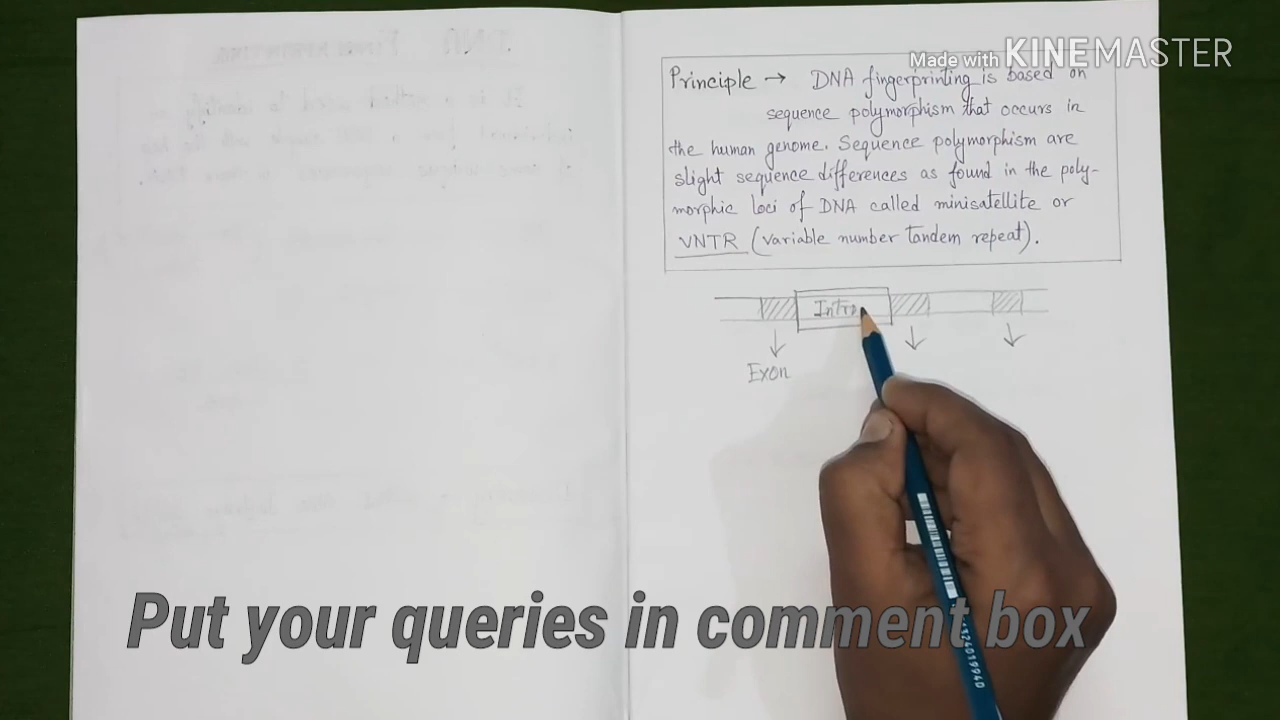 Made with KINEMASTER
Principle → DNA fingerprinting is based on
sequence polymorphism that occurs in
the human genome. Sequence polymorphism are
slight sequence differences as found in the poly-
morphic loci of DNA called minisatellite or
VNTR (variable number tandem repeat).
Intro
Exon
Put your queries in comment box